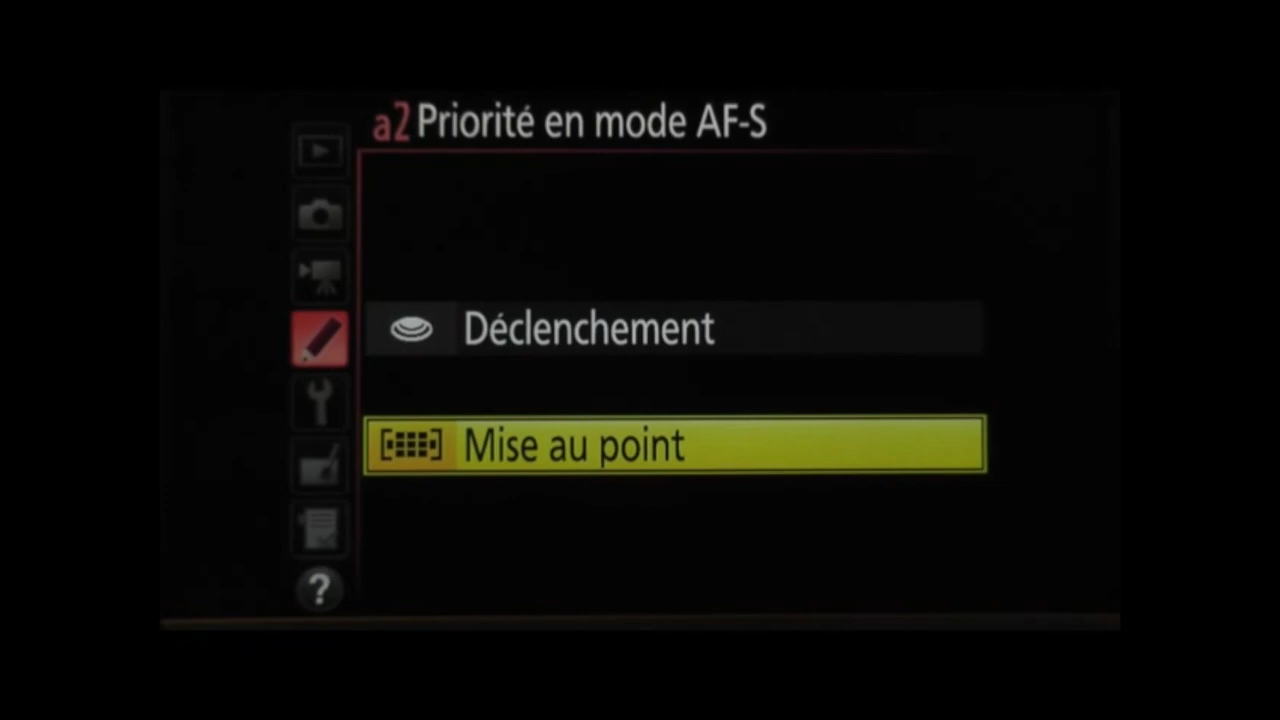 a2 Priorité en mode AF-S
Déclenchement
Mise au point
?